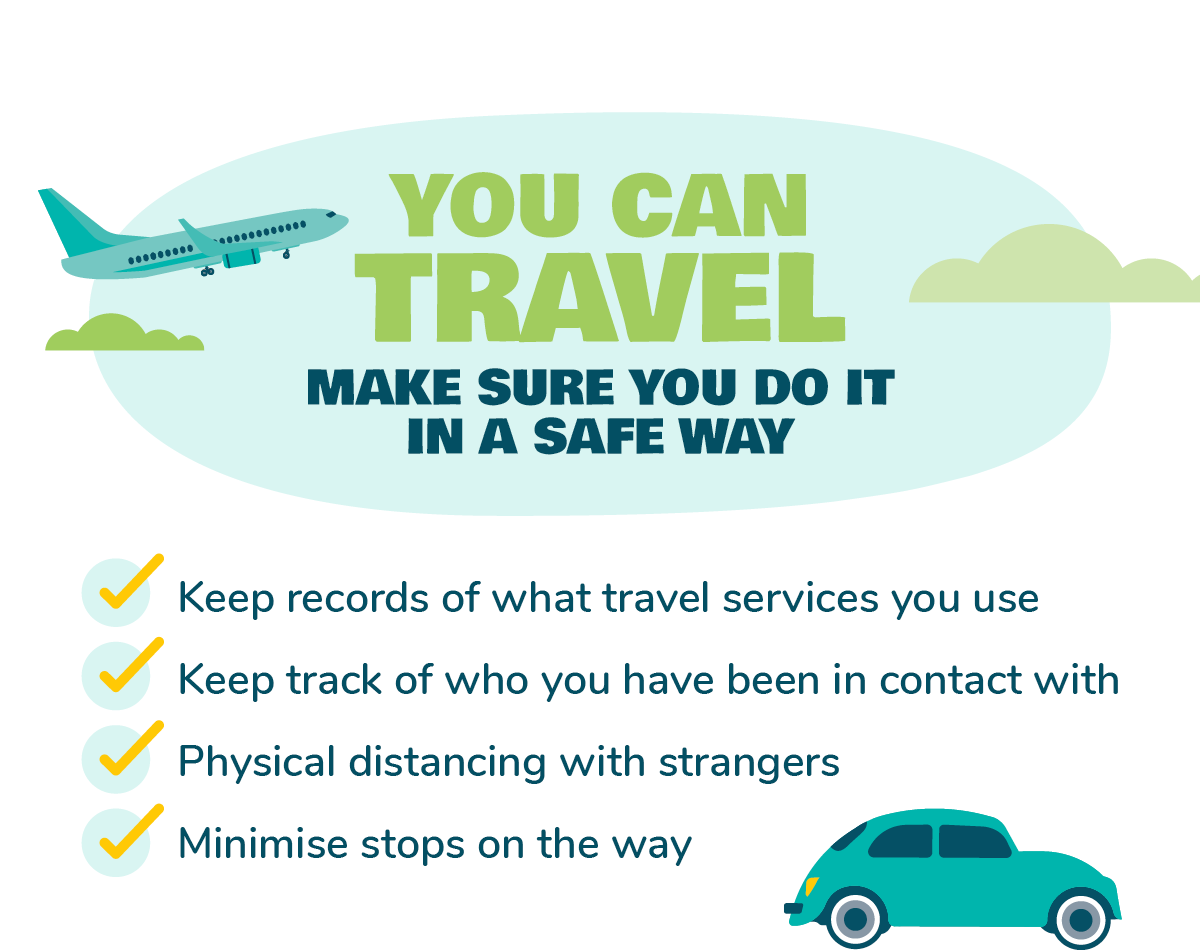 YOU CAN
TRAVEL
MAKE SURE YOU DO IT
IN A SAFE WAY
Keep records of what travel services you use
Keep track of who you have been in contact with
Physical distancing with strangers
Minimise stops on the way